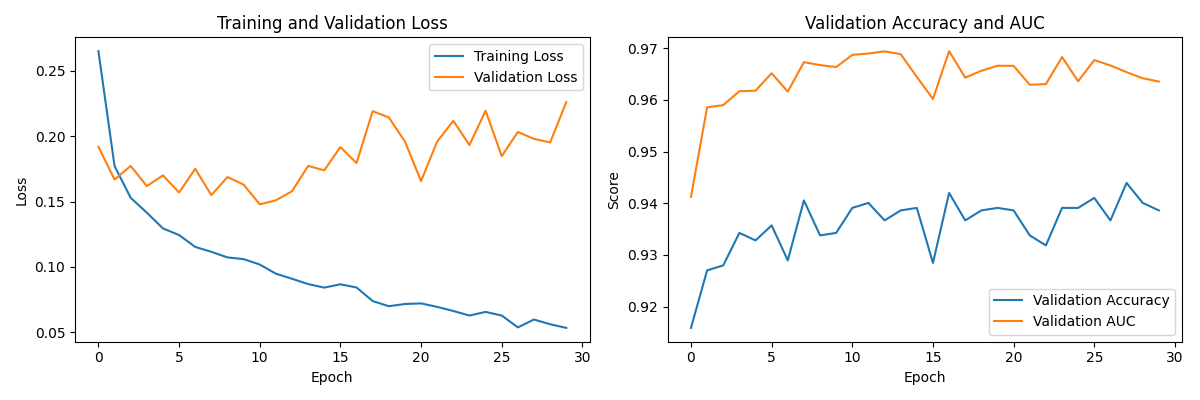 Training and Validation Loss
Training Loss
Validation Loss
0.25
0.20
0.15
0.10
0.05
Loss
0 5 10 15 20 25 30
Epoch
Validation Accuracy and AUC
0.97
0.96
0.95
0.94
0.93
0.92
Score
Validation Accuracy
Validation AUC
0 5 10 15 20 25 30
Epoch